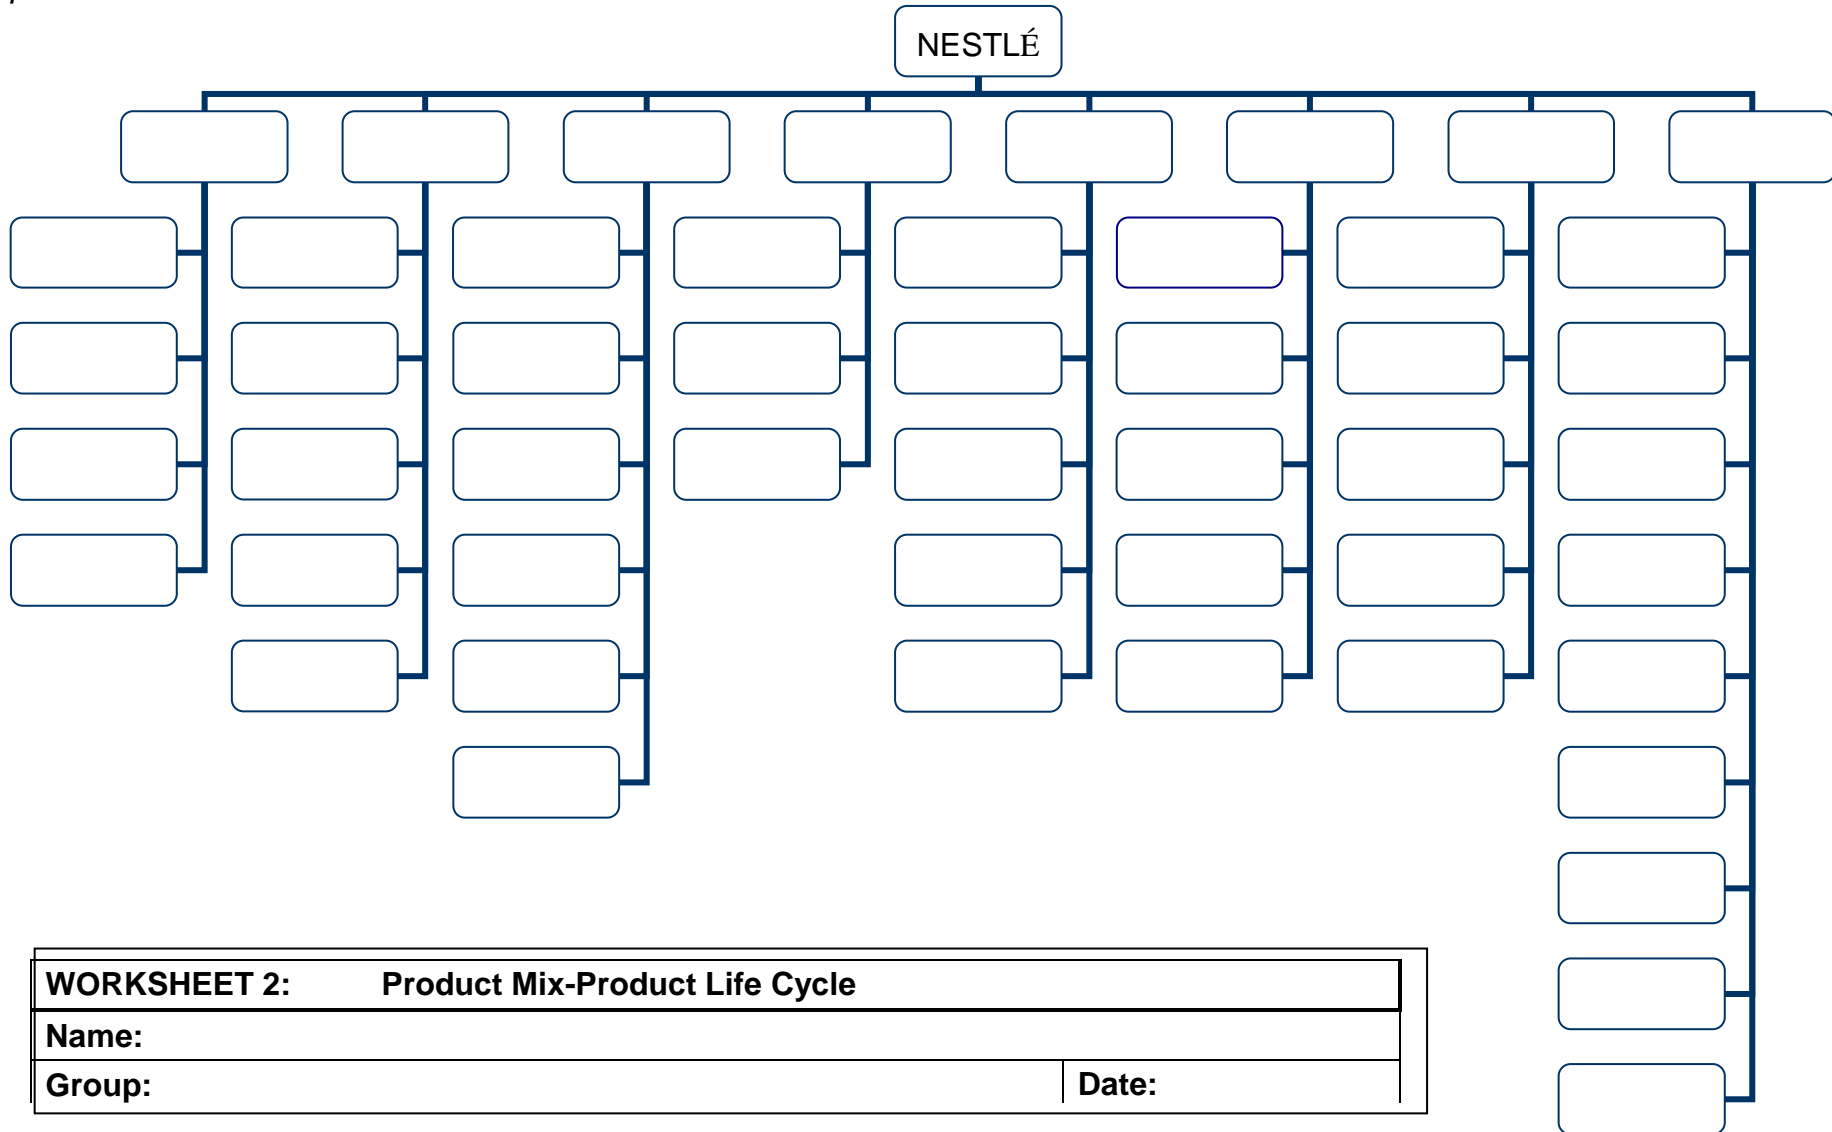 NESTLÉ
WORKSHEET 2: Product Mix-Product Life Cycle
Name:
Group: Date: